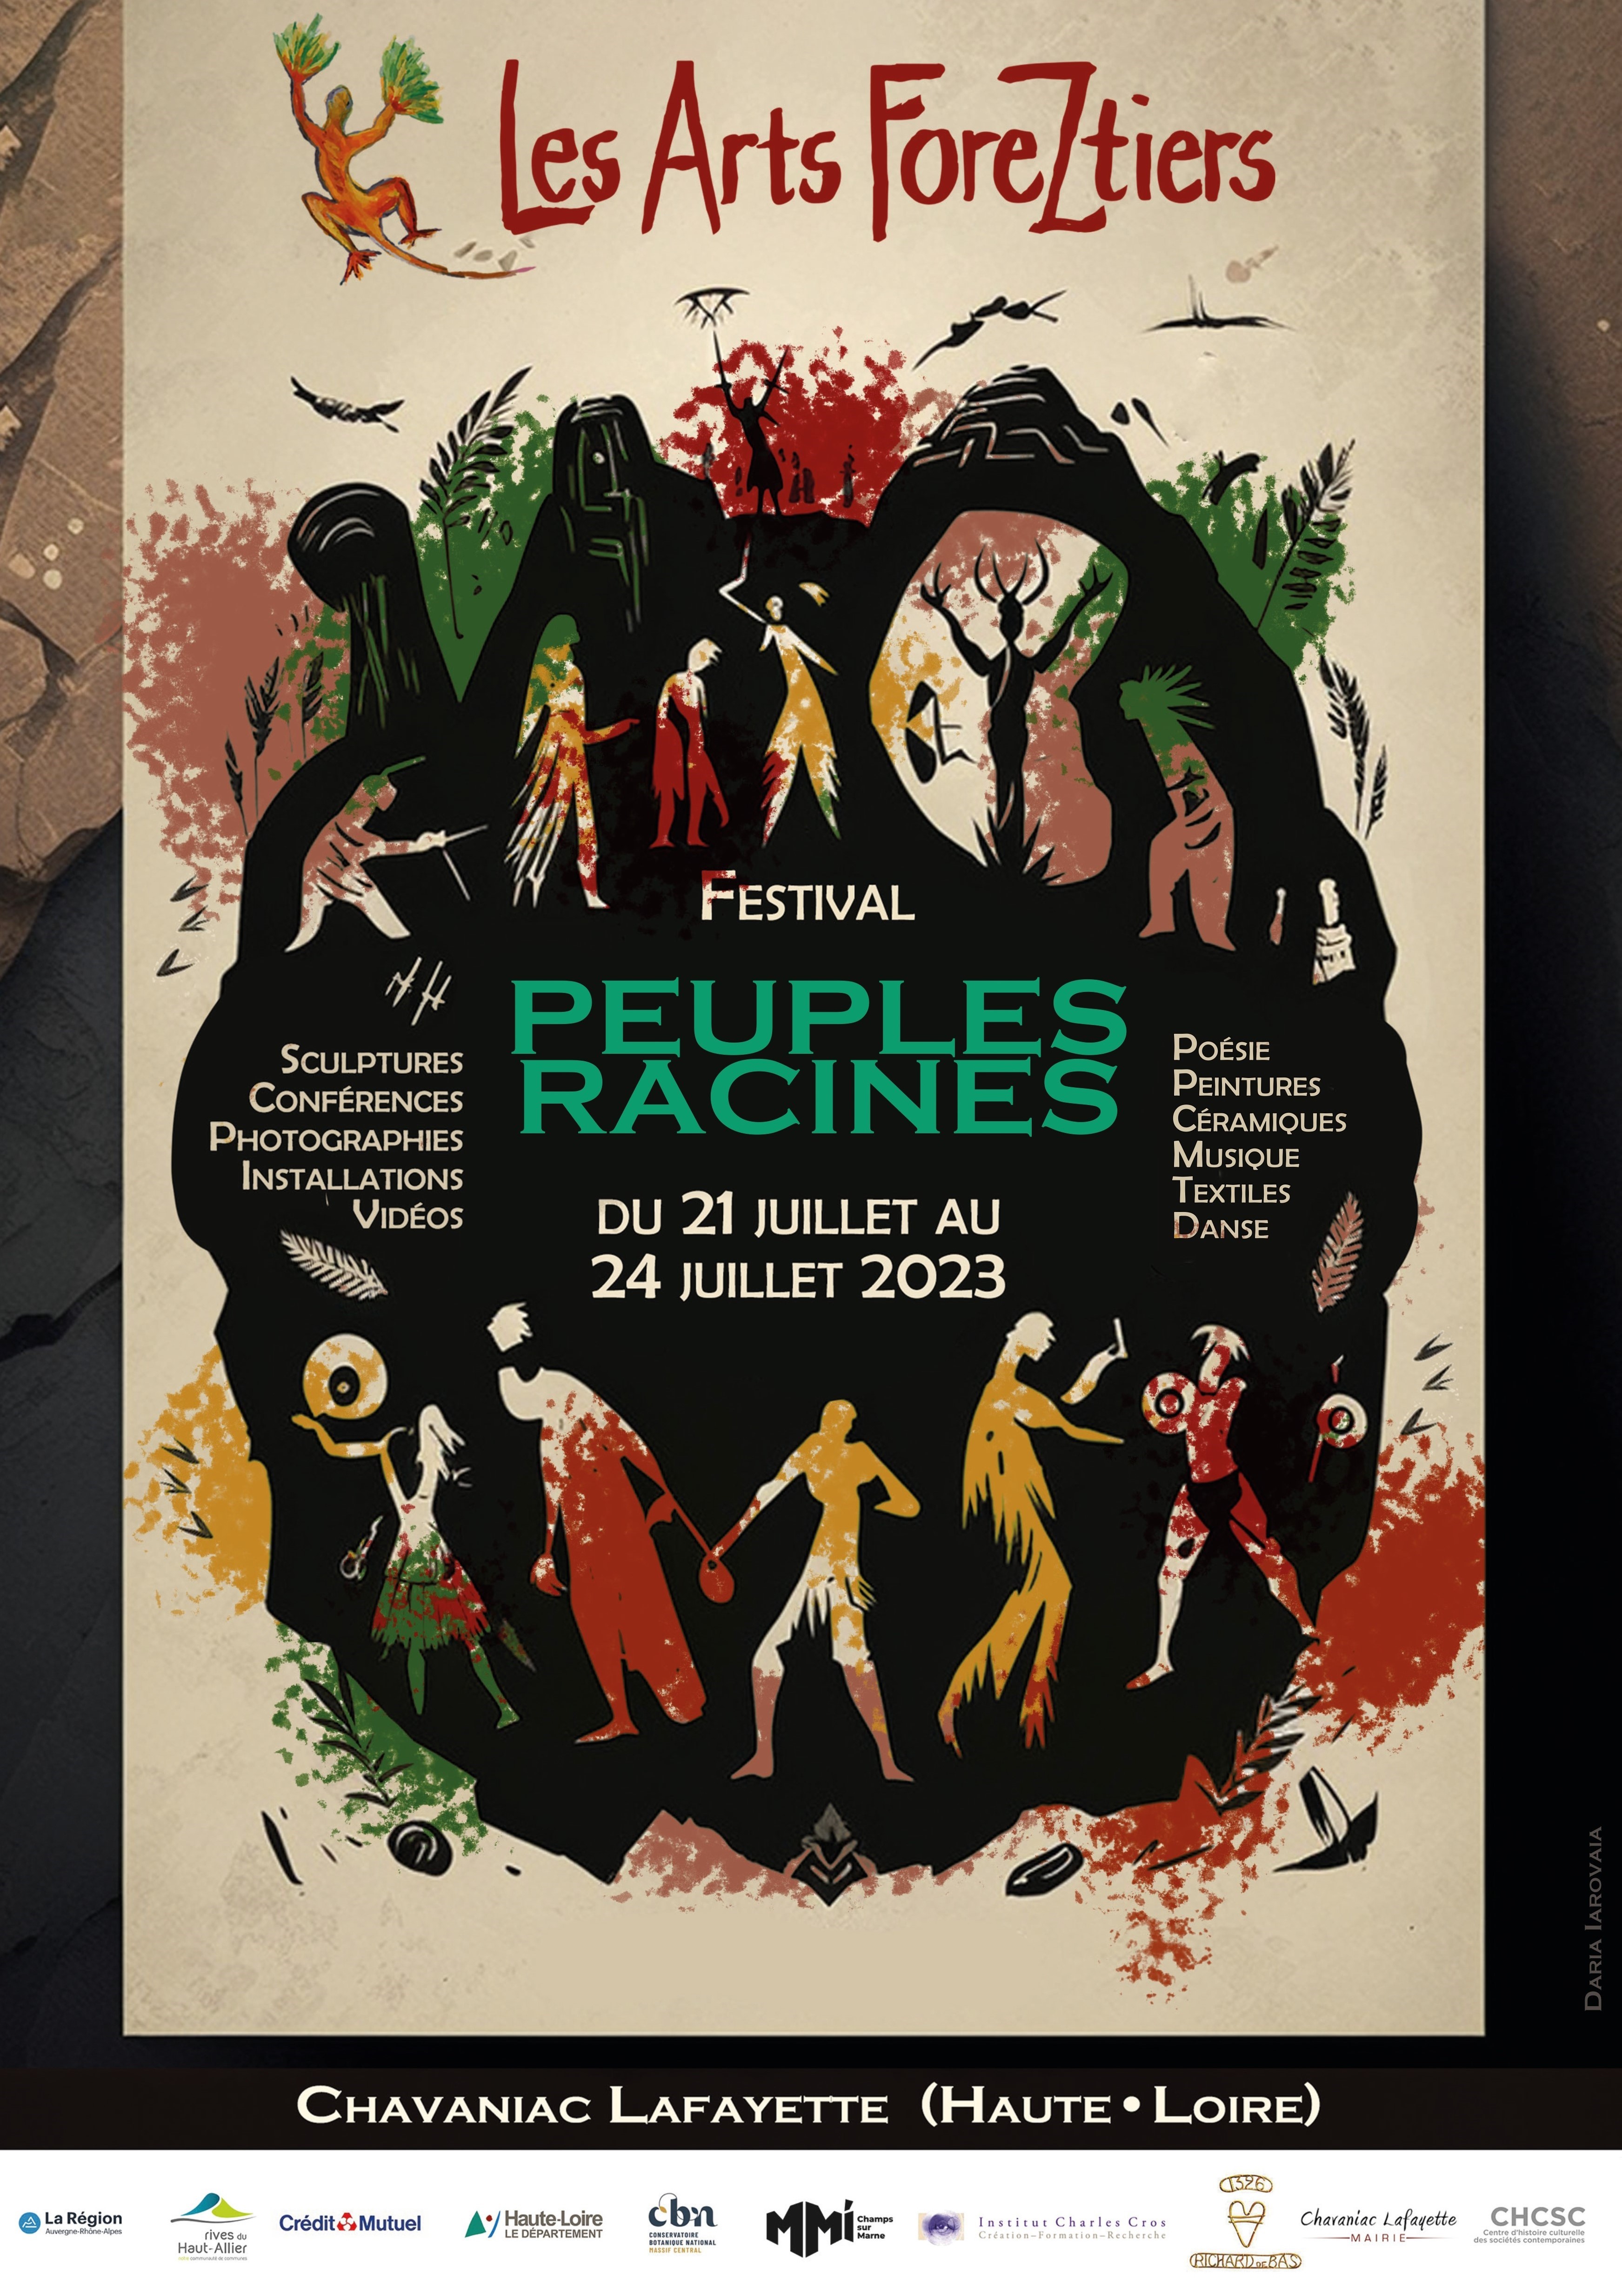 Les Arts ForeZtiers
FESTIVAL
PEUPLES
RACINES
SCULPTURES
CONFÉRENCES
PHOTOGRAPHIES
INSTALLATIONS
VIDÉOS
POÉSIE
PEINTURES
CÉRAMIQUES
MUSIQUE
TEXTILES
DANSE
DU 21 JUILLET AU
24 JUILLET 2023
DARIA IAROVAIA
CHAVANIAC LAFAYETTE (HAUTE•LOIRE)
La Région
Auvergne-Rhône-Alpes
rives du
Haut-Allier
Crédit Mutuel
Haute-Loire
LE DÉPARTEMENT
cbn
CONSERVATOIRE
BOTANIQUE NATIONAL
MASSIF CENTRAL
MMÍ
Champs
sur
Marne
Institut Charles Cros
Création–Formation–Recherche
1326
RICHARD DE BAS
Chavaniac Lafayette
MAIRIE
CHCSC
Centre d'histoire culturelle
des sociétés contemporaines